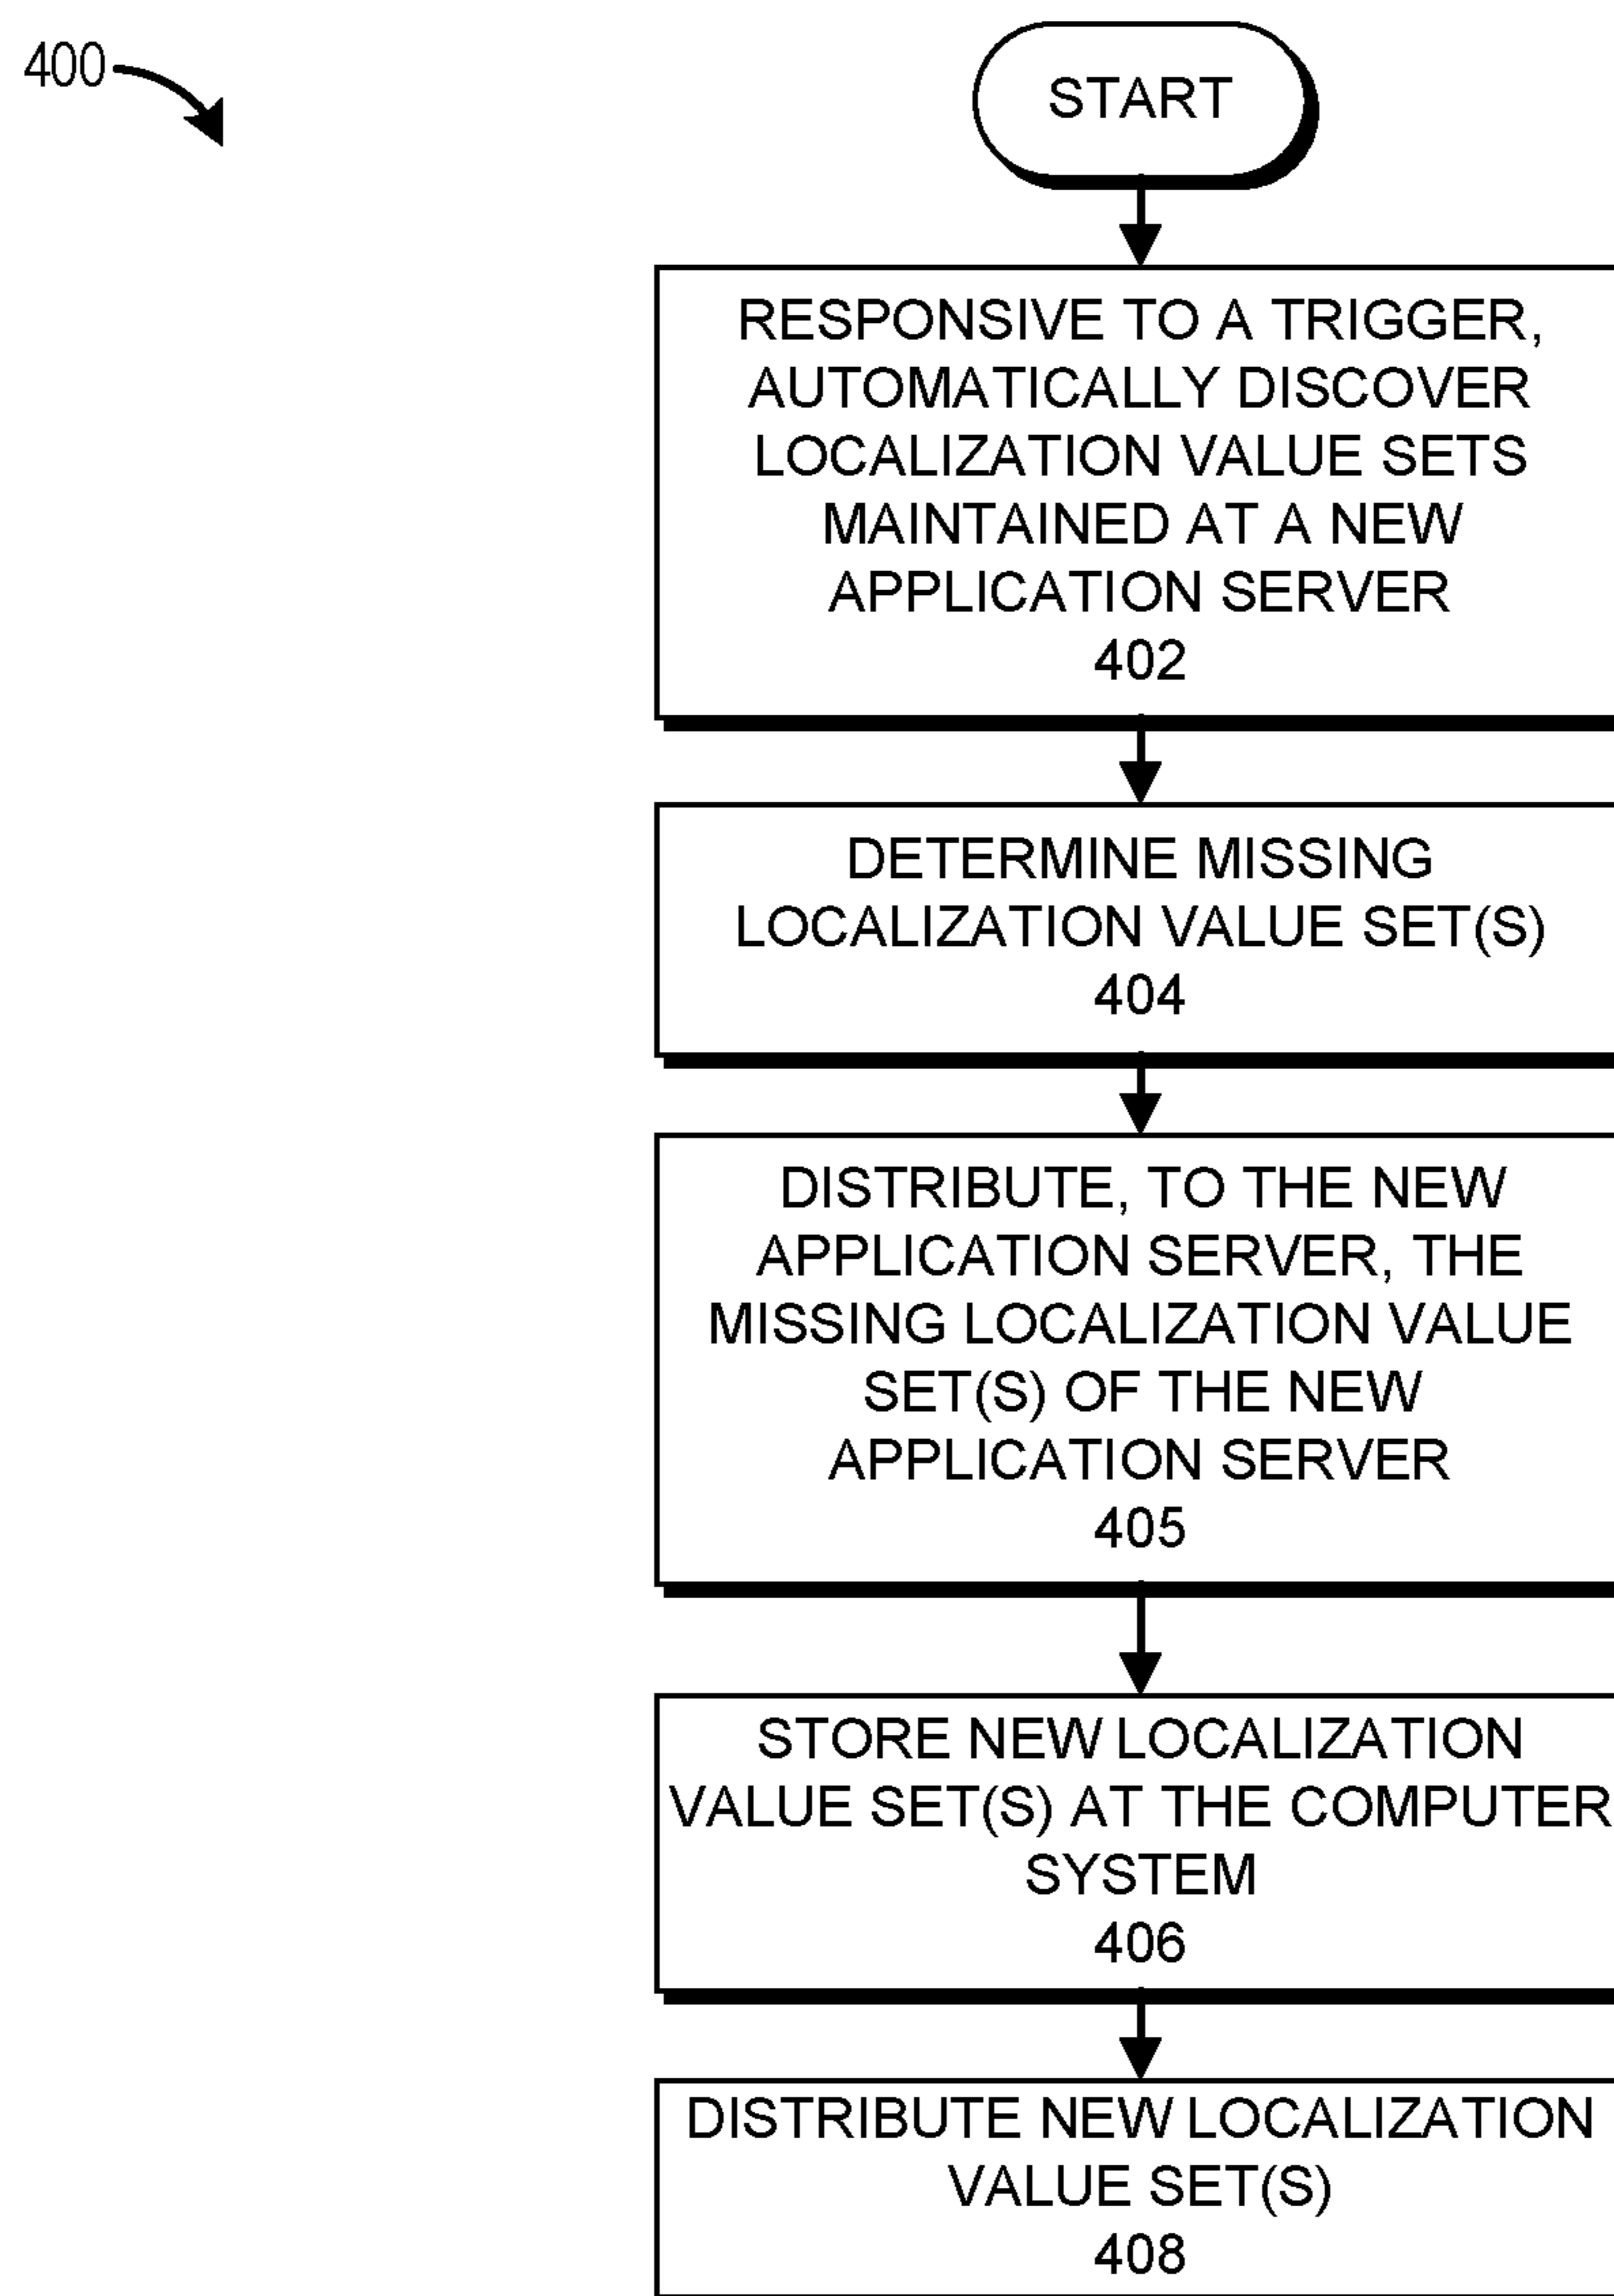 400
START
RESPONSIVE TO A TRIGGER,
AUTOMATICALLY DISCOVER
LOCALIZATION VALUE SETS
MAINTAINED AT A NEW
APPLICATION SERVER
402
DETERMINE MISSING
LOCALIZATION VALUE SET(S)
404
DISTRIBUTE, TO THE NEW
APPLICATION SERVER, THE
MISSING LOCALIZATION VALUE
SET(S) OF THE NEW
APPLICATION SERVER
405
STORE NEW LOCALIZATION
VALUE SET(S) AT THE COMPUTER
SYSTEM
406
DISTRIBUTE NEW LOCALIZATION
VALUE SET(S)
408